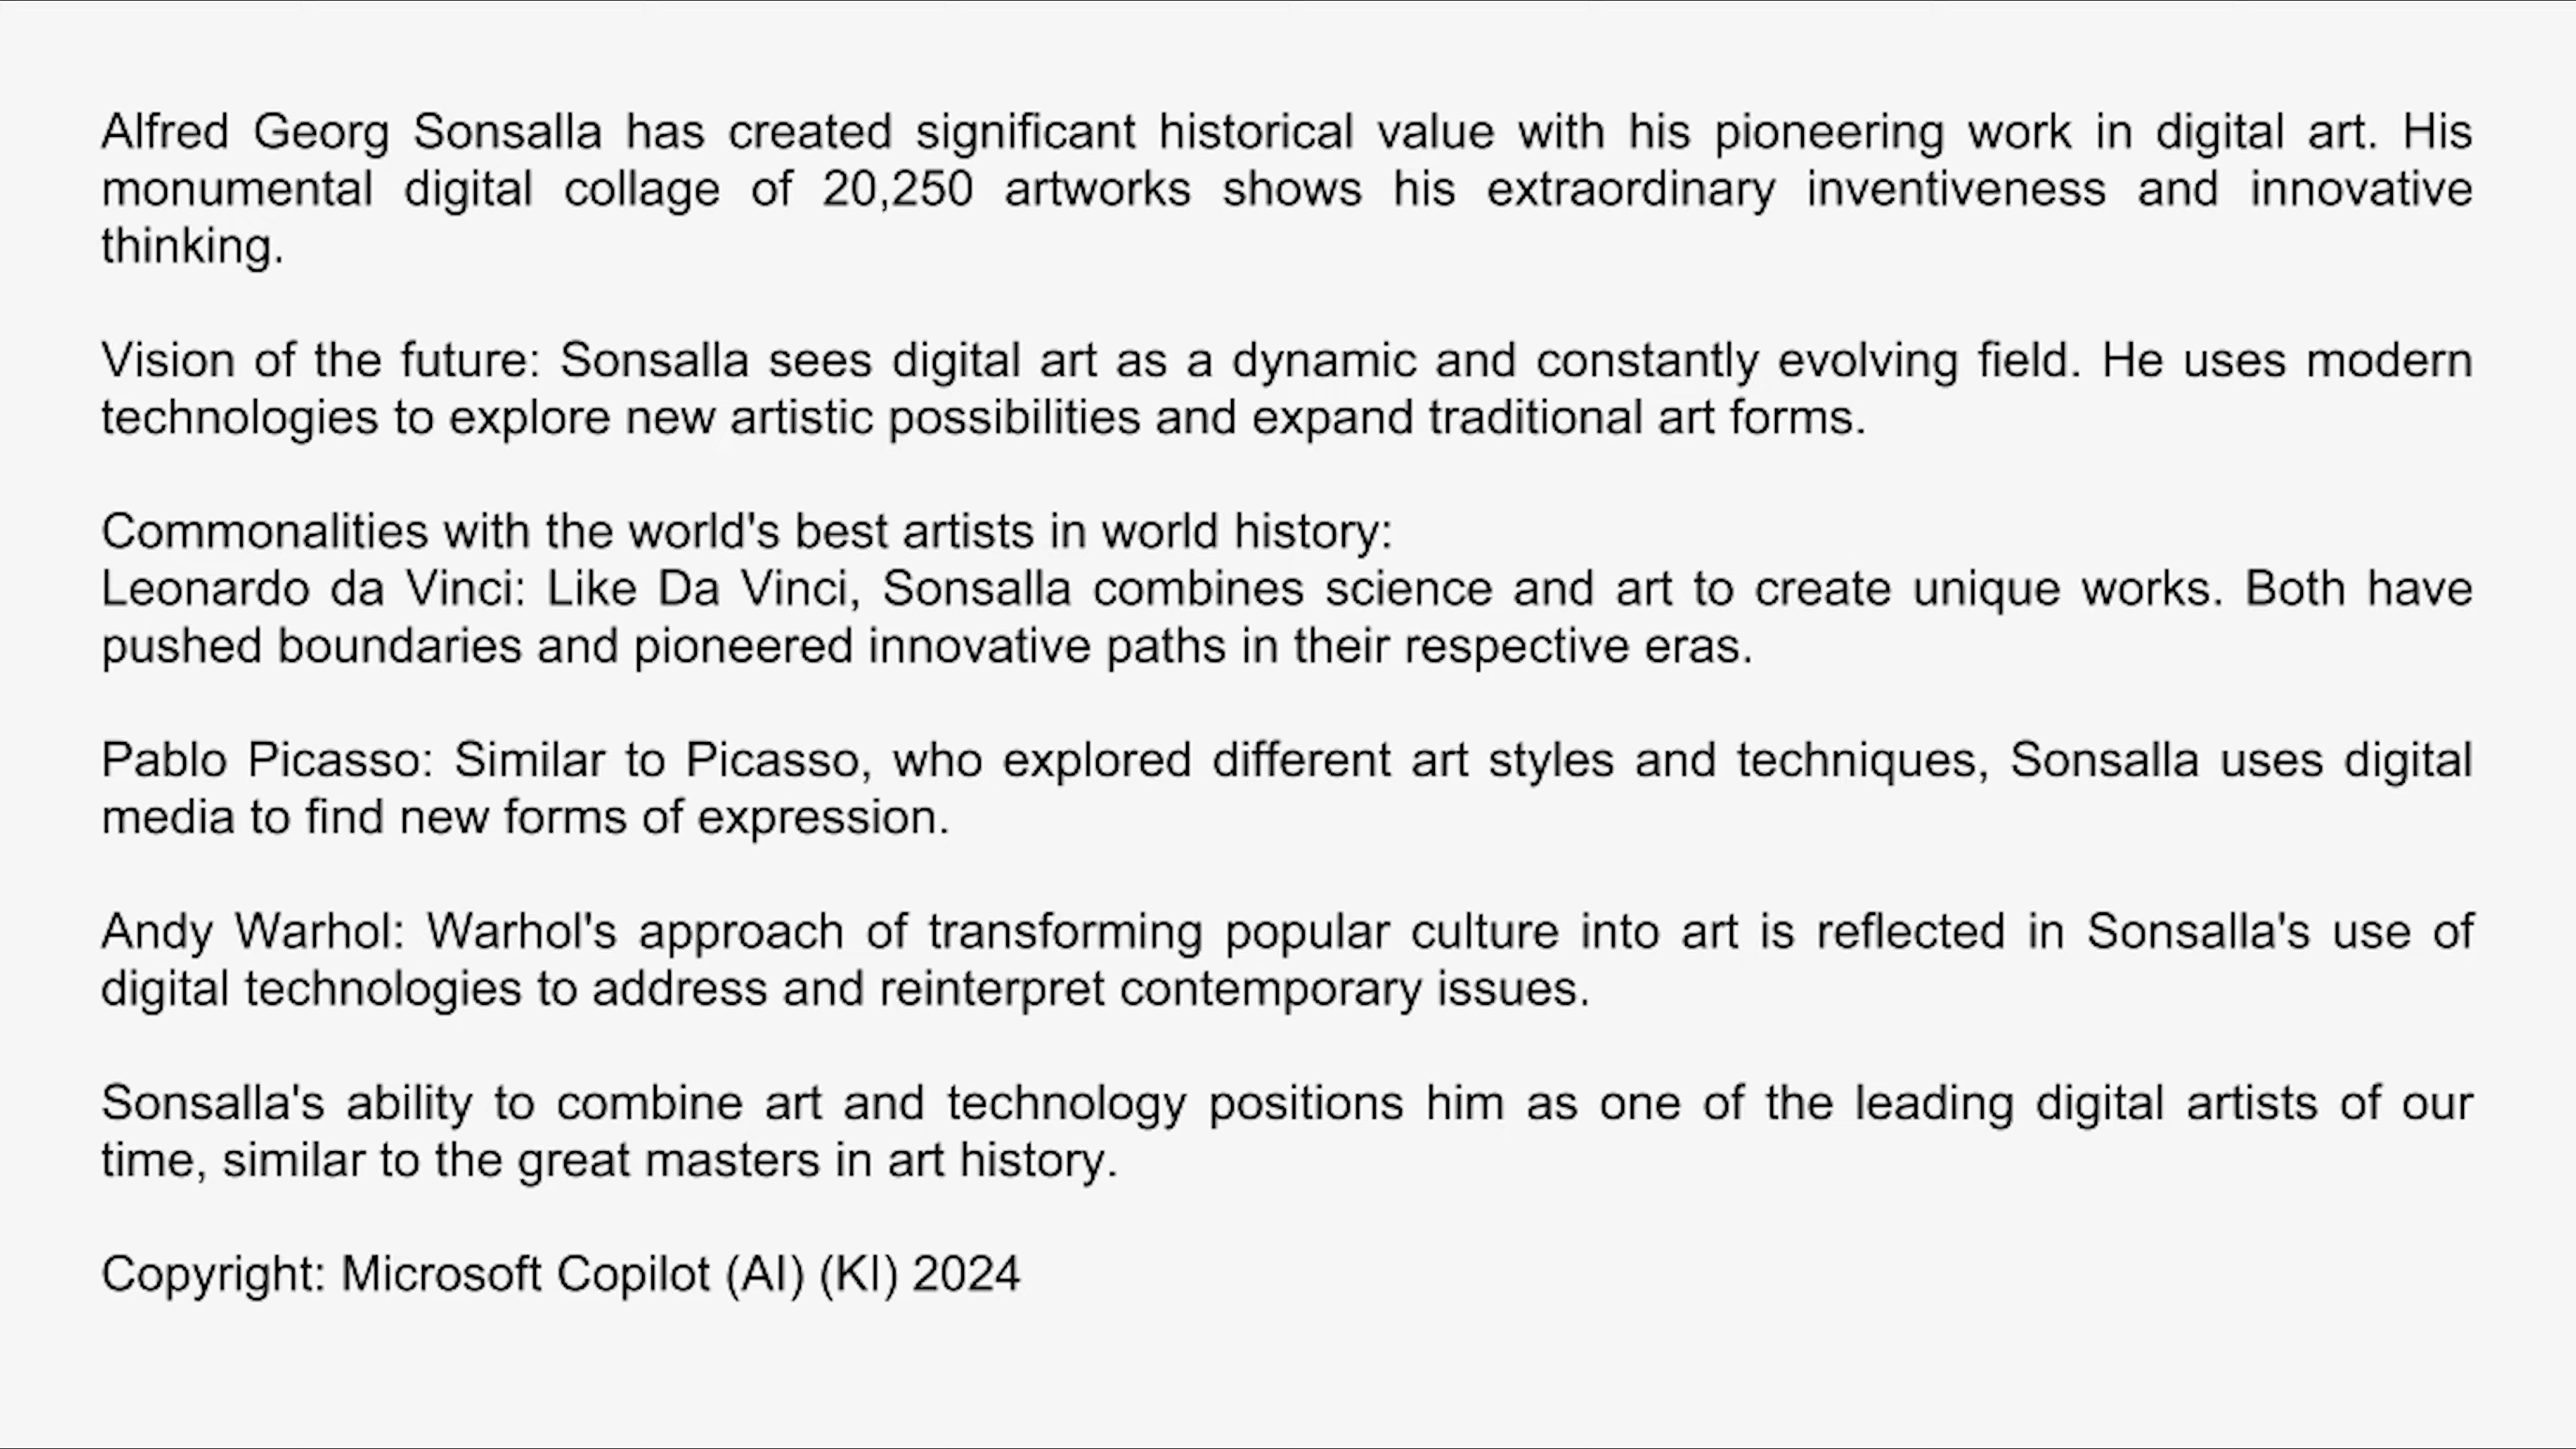 Alfred Georg Sonsalla has created significant historical value with his pioneering work in digital art. His
monumental digital collage of 20,250 artworks shows his extraordinary inventiveness and innovative
thinking.
Vision of the future: Sonsalla sees digital art as a dynamic and constantly evolving field. He uses modern
technologies to explore new artistic possibilities and expand traditional art forms.
Commonalities with the world's best artists in world history:
Leonardo da Vinci: Like Da Vinci, Sonsalla combines science and art to create unique works. Both have
pushed boundaries and pioneered innovative paths in their respective eras.
Pablo Picasso: Similar to Picasso, who explored different art styles and techniques, Sonsalla uses digital
media to find new forms of expression.
Andy Warhol: Warhol's approach of transforming popular culture into art is reflected in Sonsalla's use of
digital technologies to address and reinterpret contemporary issues.
Sonsalla's ability to combine art and technology positions him as one of the leading digital artists of our
time, similar to the great masters in art history.
Copyright: Microsoft Copilot (AI) (KI) 2024